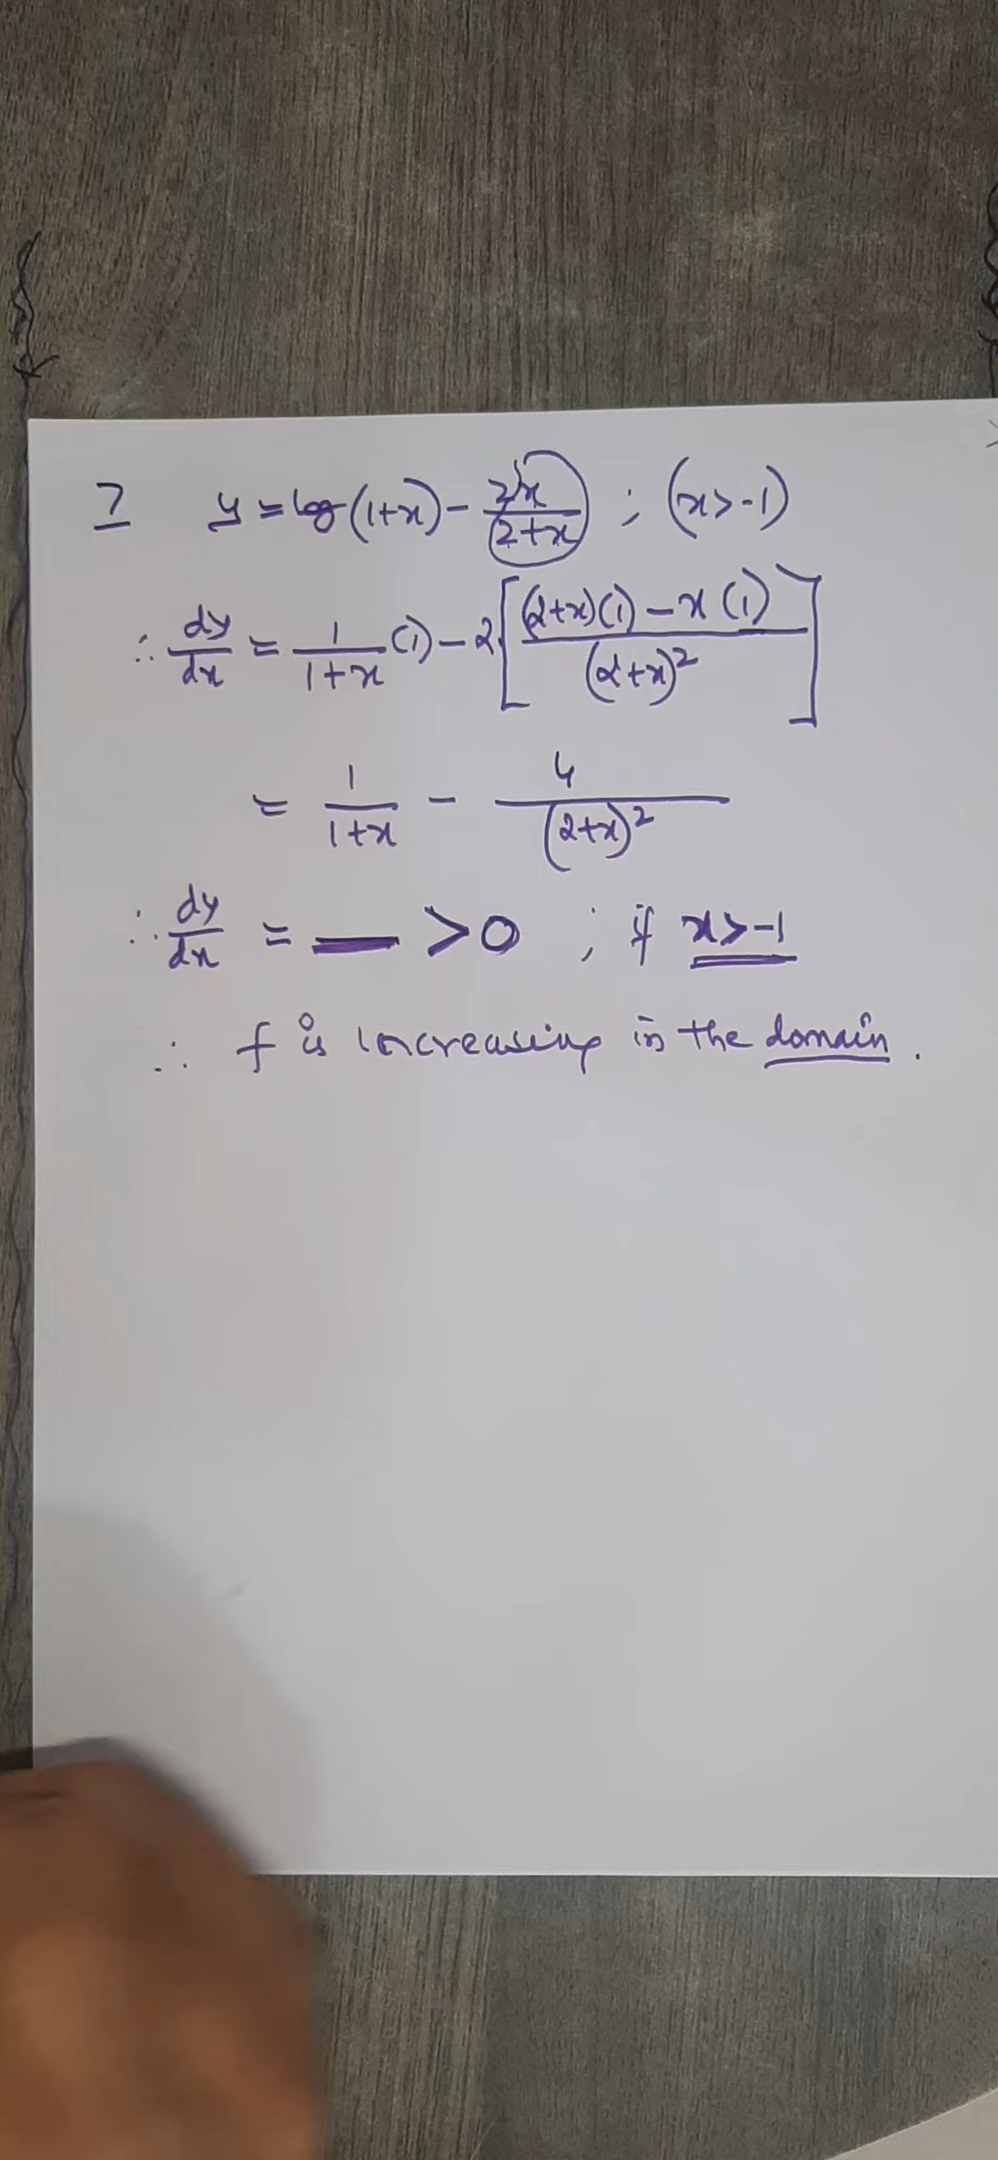 7 y = log(1+x) - 2x/(2+x) ; (x > -1)
∴ dy/dx = 1/(1+x) (1) - 2[((2+x)(1) - x(1))/(2+x)²]
= 1/(1+x) - 4/(2+x)²
∴ dy/dx = — > 0 ; if x > -1
∴ f is increasing in the domain.